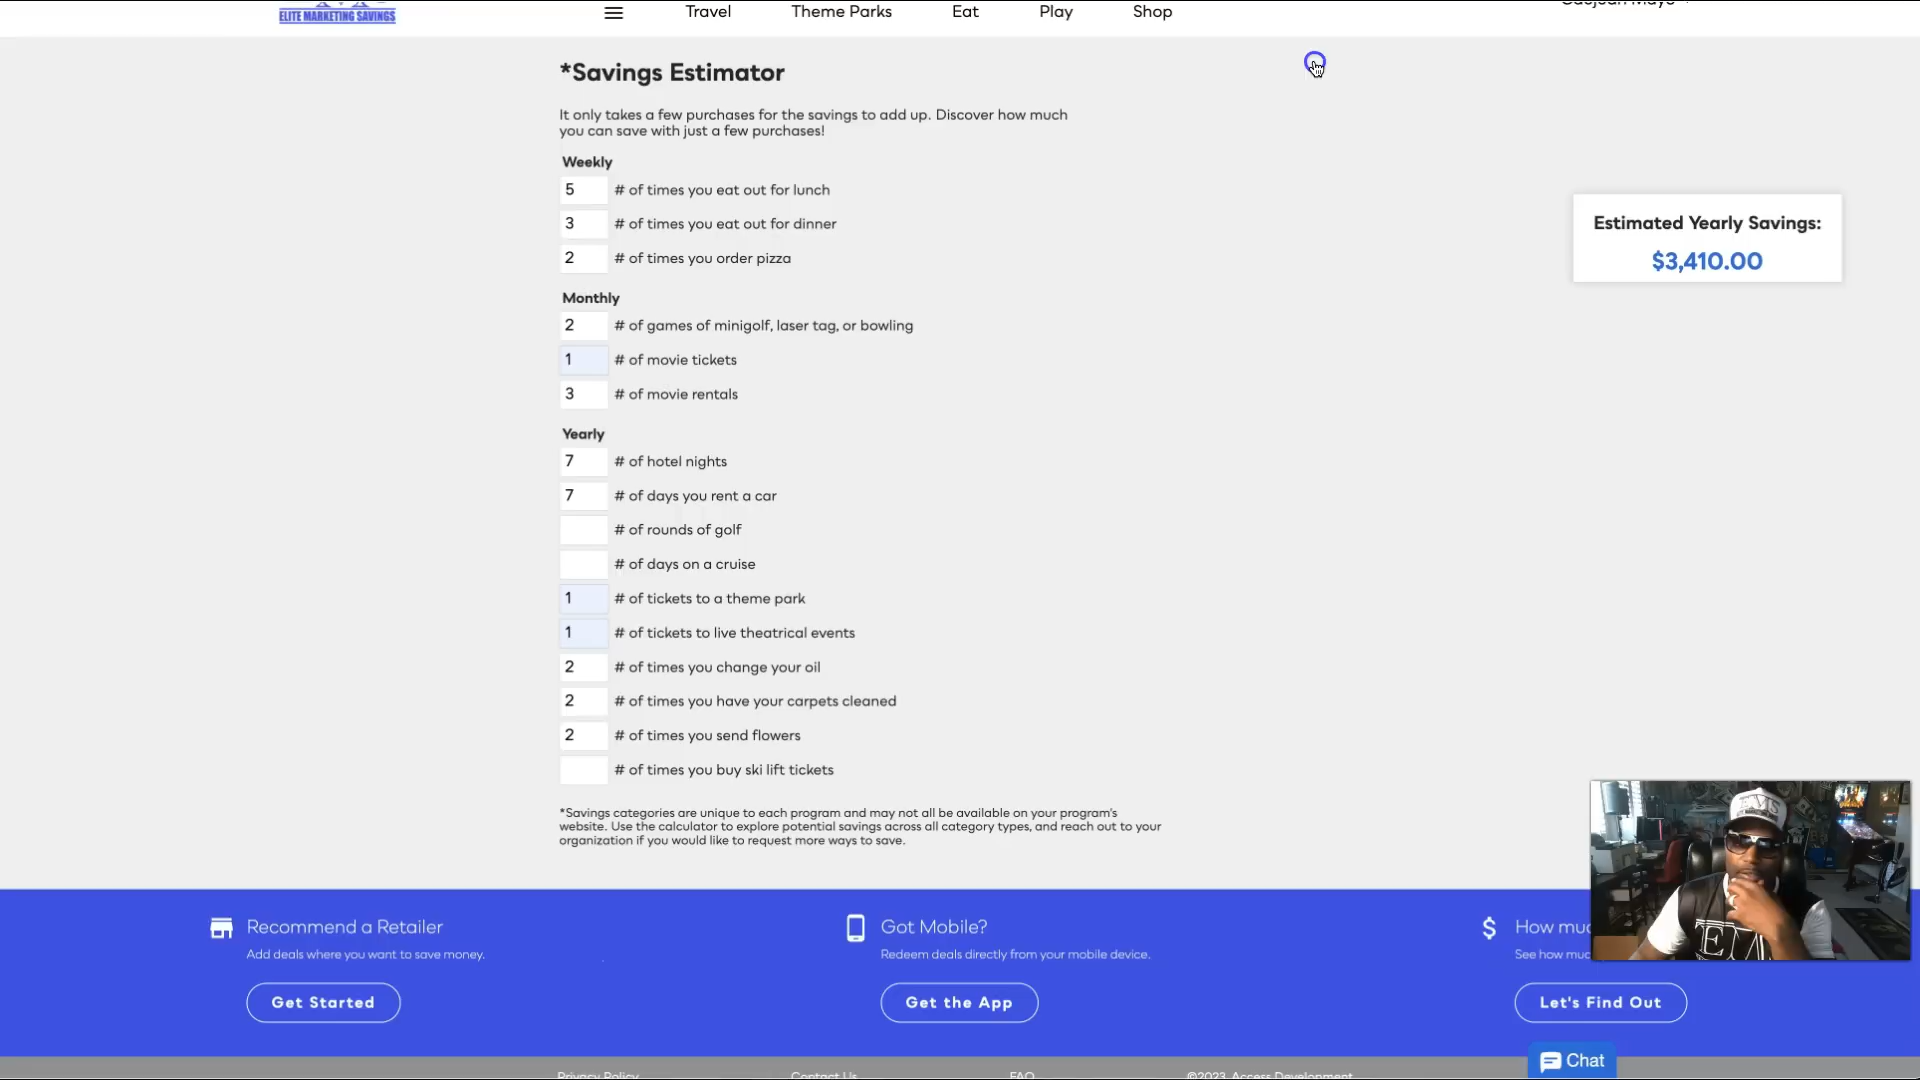 ELITE MARKETING SAVINGS
Travel
Theme Parks
Eat
Play
Shop
*Savings Estimator
It only takes a few purchases for the savings to add up. Discover how much
you can save with just a few purchases!
Weekly
5 # of times you eat out for lunch
3 # of times you eat out for dinner
2 # of times you order pizza
Monthly
2 # of games of minigolf, laser tag, or bowling
1 # of movie tickets
3 # of movie rentals
Yearly
7 # of hotel nights
7 # of days you rent a car
# of rounds of golf
# of days on a cruise
1 # of tickets to a theme park
1 # of tickets to live theatrical events
2 # of times you change your oil
2 # of times you have your carpets cleaned
2 # of times you send flowers
# of times you buy ski lift tickets
Estimated Yearly Savings:
$3,410.00
*Savings categories are unique to each program and may not all be available on your program's
website. Use the calculator to explore potential savings across all category types, and reach out to your
organization if you would like to request more ways to save.
Recommend a Retailer
Add deals where you want to save money.
Get Started
Got Mobile?
Redeem deals directly from your mobile device.
Get the App
How muc
See how muc
Let's Find Out
Chat
Privacy Policy
Contact Us
FAQ
©2023 Access Development